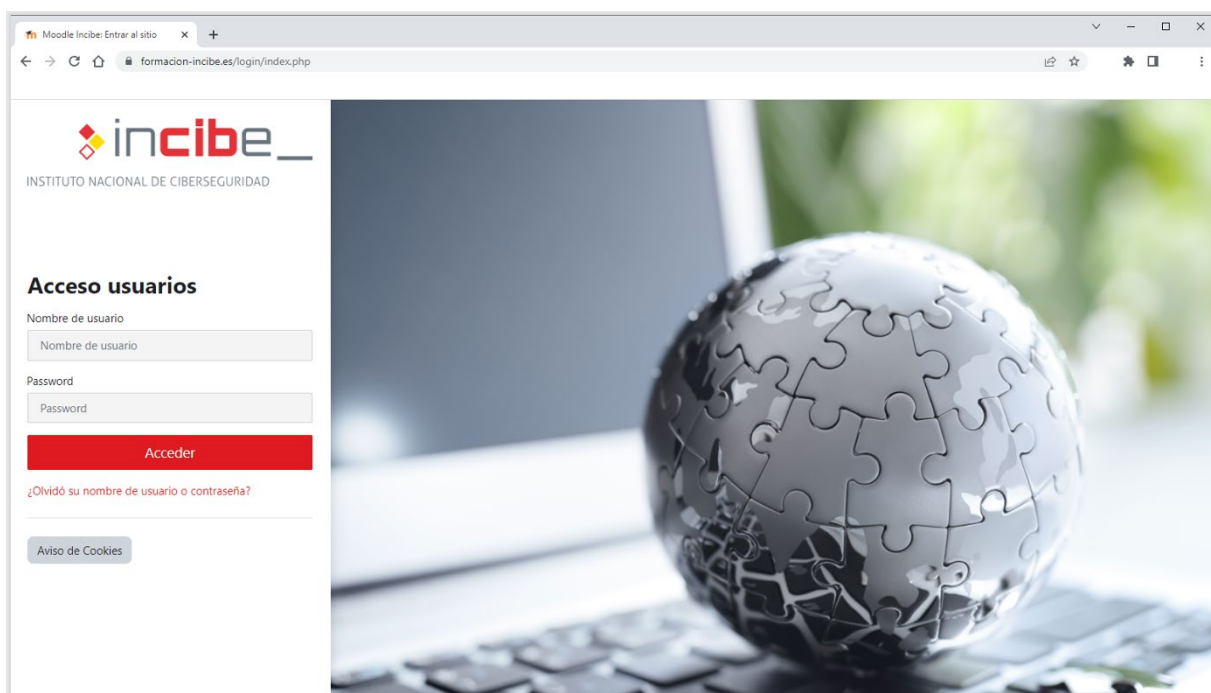 Moodle Incibe: Entrar al sitio
formacion-incibe.es/login/index.php
incibe_
INSTITUTO NACIONAL DE CIBERSEGURIDAD
Acceso usuarios
Nombre de usuario
Nombre de usuario
Password
Password
Acceder
¿Olvidó su nombre de usuario o contraseña?
Aviso de Cookies